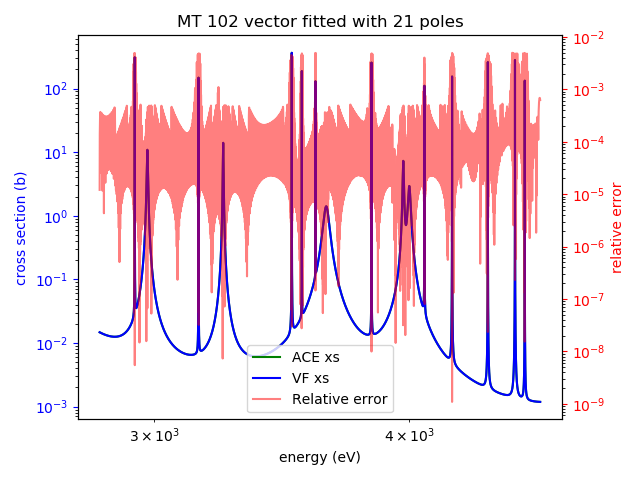 MT 102 vector fitted with 21 poles
10² 10¹ 10⁰ 10⁻¹ 10⁻² 10⁻³
cross section (b)
10⁻² 10⁻³ 10⁻⁴ 10⁻⁵ 10⁻⁶ 10⁻⁷ 10⁻⁸ 10⁻⁹
relative error
ACE xs
VF xs
Relative error
3 × 10³ 4 × 10³
energy (eV)